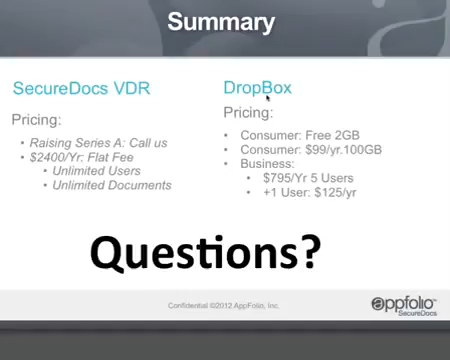 Summary
SecureDocs VDR
Pricing:
• Raising Series A: Call us
• $2400/Yr: Flat Fee
• Unlimited Users
• Unlimited Documents
DropBox
Pricing:
• Consumer: Free 2GB
• Consumer: $99/yr.100GB
• Business:
• $795/Yr 5 Users
• +1 User: $125/yr
Questions?
Confidential ©2012 AppFolio, Inc.
appfolio™
SecureDocs